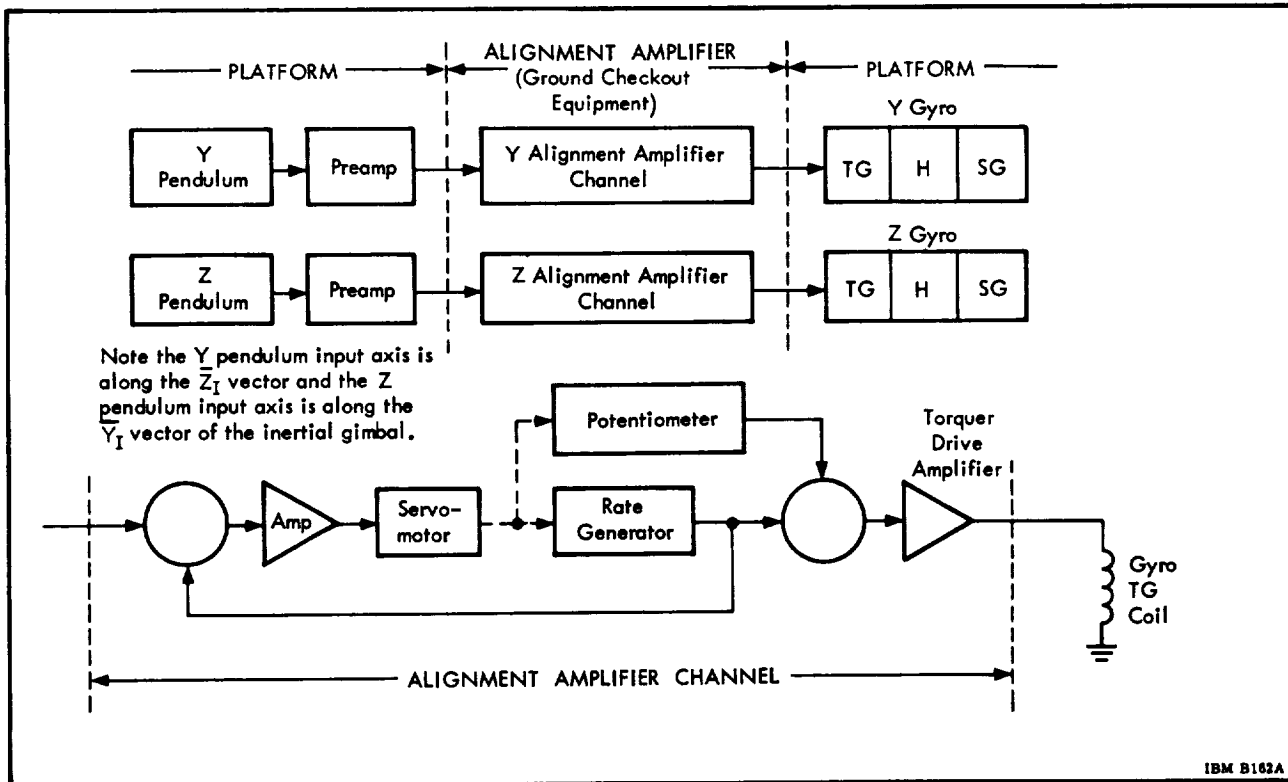 PLATFORM
ALIGNMENT AMPLIFIER
(Ground Checkout
Equipment)
PLATFORM
Y
Pendulum
Preamp
Y Alignment Amplifier
Channel
Y Gyro
TG
H
SG
Z
Pendulum
Preamp
Z Alignment Amplifier
Channel
Z Gyro
TG
H
SG
Note the Y pendulum input axis is
along the Z̅I vector and the Z
pendulum input axis is along the
Y̅I vector of the inertial gimbal.
Potentiometer
Torquer
Drive
Amplifier
Amp
Servo-
motor
Rate
Generator
Gyro
TG
Coil
ALIGNMENT AMPLIFIER CHANNEL
IBM B162A